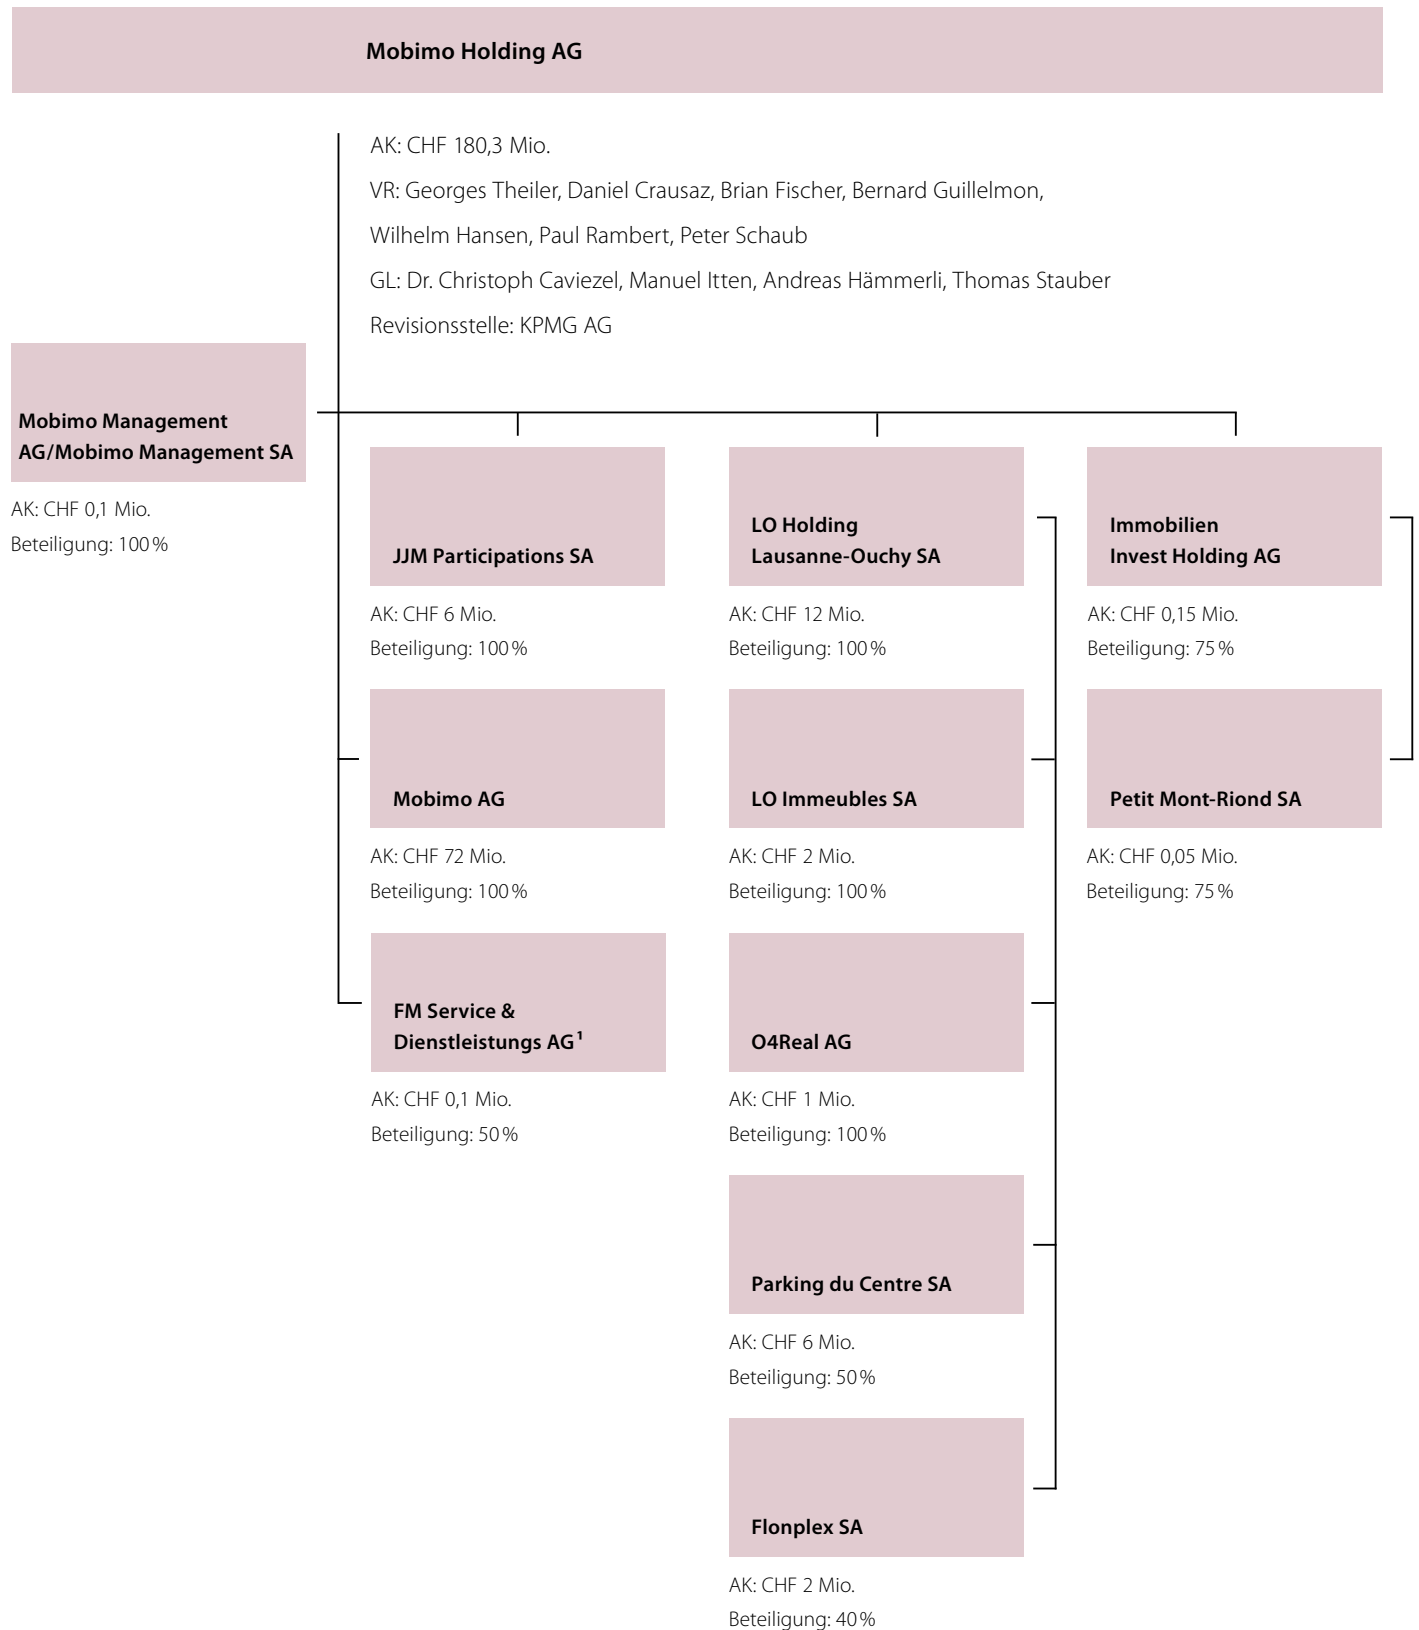 Mobimo Holding AG
AK: CHF 180,3 Mio.
VR: Georges Theiler, Daniel Crausaz, Brian Fischer, Bernard Guillelmon,
Wilhelm Hansen, Paul Rambert, Peter Schaub
GL: Dr. Christoph Caviezel, Manuel Itten, Andreas Hämmerli, Thomas Stauber
Revisionsstelle: KPMG AG
Mobimo Management
AG/Mobimo Management SA
AK: CHF 0,1 Mio.
Beteiligung: 100 %
JJM Participations SA
AK: CHF 6 Mio.
Beteiligung: 100 %
Mobimo AG
AK: CHF 72 Mio.
Beteiligung: 100 %
FM Service &
Dienstleistungs AG¹
AK: CHF 0,1 Mio.
Beteiligung: 50 %
LO Holding
Lausanne-Ouchy SA
AK: CHF 12 Mio.
Beteiligung: 100 %
LO Immeubles SA
AK: CHF 2 Mio.
Beteiligung: 100 %
O4Real AG
AK: CHF 1 Mio.
Beteiligung: 100 %
Parking du Centre SA
AK: CHF 6 Mio.
Beteiligung: 50 %
Flonplex SA
AK: CHF 2 Mio.
Beteiligung: 40 %
Immobilien
Invest Holding AG
AK: CHF 0,15 Mio.
Beteiligung: 75 %
Petit Mont-Riond SA
AK: CHF 0,05 Mio.
Beteiligung: 75 %